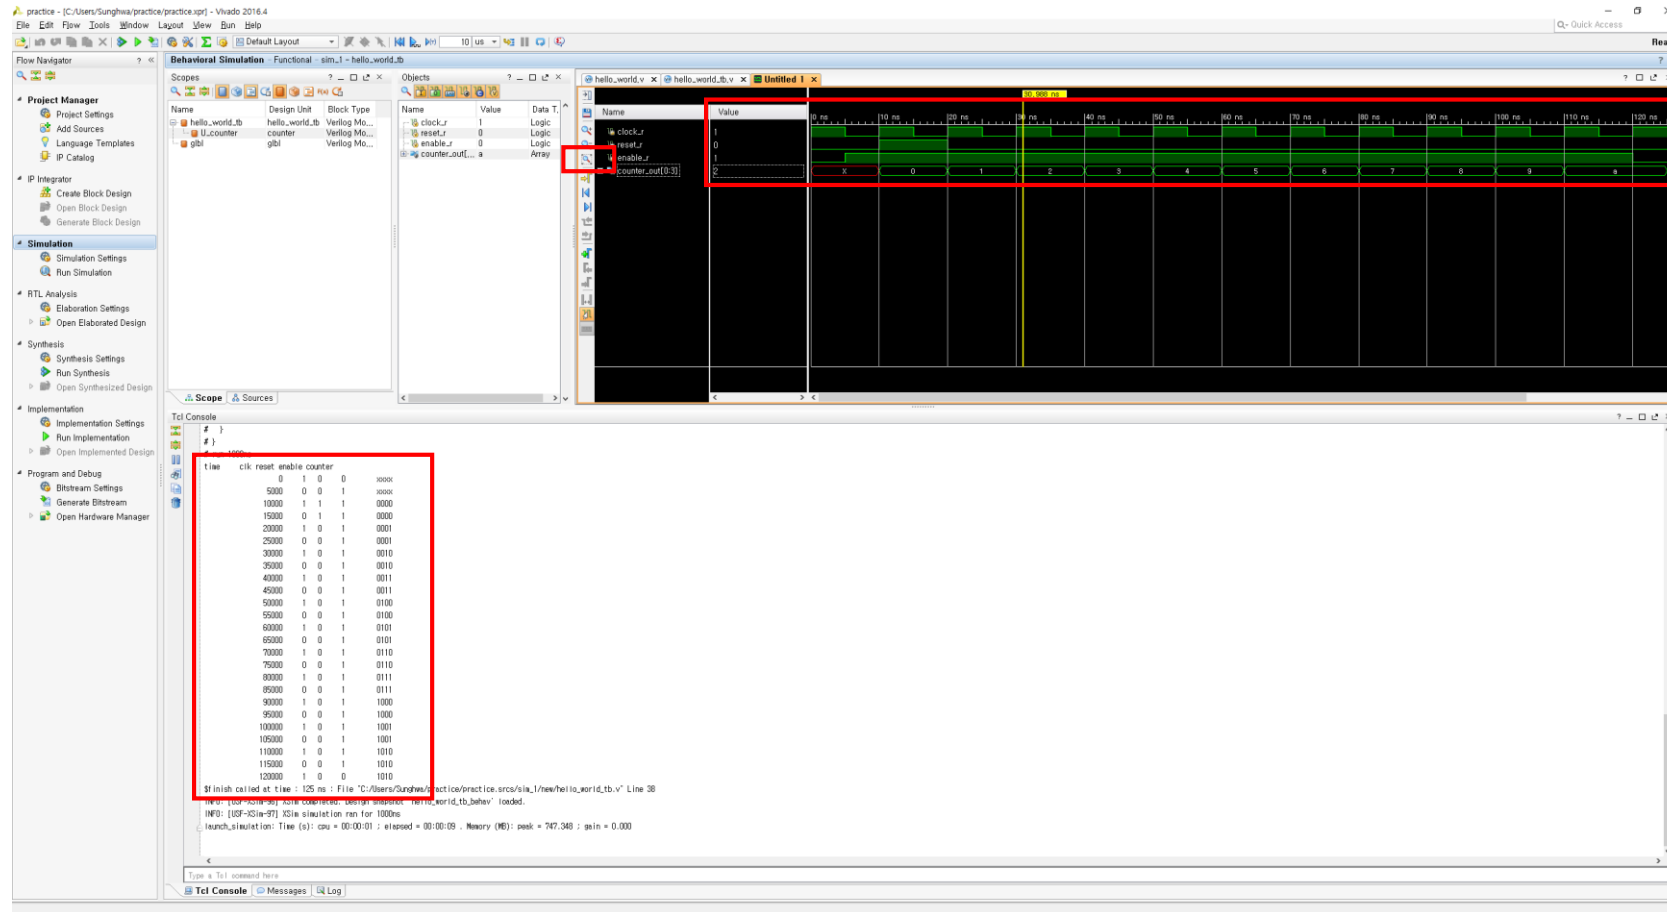 practice - [C:/Users/Sunghwa/practice/practice.xpr] - Vivado 2016.4
File Edit Flow Tools Window Layout View Run Help
Quick Access
Default Layout
10 us
Rea
Flow Navigator
Project Manager
Project Settings
Add Sources
Language Templates
IP Catalog
IP Integrator
Create Block Design
Open Block Design
Generate Block Design
Simulation
Simulation Settings
Run Simulation
RTL Analysis
Elaboration Settings
Open Elaborated Design
Synthesis
Synthesis Settings
Run Synthesis
Open Synthesized Design
Implementation
Implementation Settings
Run Implementation
Open Implemented Design
Program and Debug
Bitstream Settings
Generate Bitstream
Open Hardware Manager
Behavioral Simulation - Functional - sim_1 - hello_world_tb
Scopes
Name Design Unit Block Type
hello_world_tb hello_world_tb Verilog Mo...
U_counter counter Verilog Mo...
glbl glbl Verilog Mo...
Scope Sources
Objects
Name Value Data T.
clock_r 1 Logic
reset_r 0 Logic
enable_r 0 Logic
counter_out[... a Array
hello_world.v hello_world_tb.v Untitled 1
30.988 ns
Name Value
0 ns 10 ns 20 ns 30 ns 40 ns 50 ns 60 ns 70 ns 80 ns 90 ns 100 ns 110 ns 120 ns
clock_r 1
reset_r 0
enable_r 1
counter_out[0:3] 2 X 0 1 2 3 4 5 6 7 8 9 a
Tcl Console
# }
# }
# run 1000ns
time clk reset enable counter
0 1 0 0 xxxx
5000 0 0 1 xxxx
10000 1 1 1 0000
15000 0 1 1 0000
20000 1 0 1 0001
25000 0 0 1 0001
30000 1 0 1 0010
35000 0 0 1 0010
40000 1 0 1 0011
45000 0 0 1 0011
50000 1 0 1 0100
55000 0 0 1 0100
60000 1 0 1 0101
65000 0 0 1 0101
70000 1 0 1 0110
75000 0 0 1 0110
80000 1 0 1 0111
85000 0 0 1 0111
90000 1 0 1 1000
95000 0 0 1 1000
100000 1 0 1 1001
105000 0 0 1 1001
110000 1 0 1 1010
115000 0 0 1 1010
120000 1 0 0 1010
$finish called at time : 125 ns : File "C:/Users/Sunghwa/practice/practice.srcs/sim_1/new/hello_world_tb.v" Line 38
INFO: [USF-XSim-96] XSim completed. Design snapshot 'hello_world_tb_behav' loaded.
INFO: [USF-XSim-97] XSim simulation ran for 1000ns
launch_simulation: Time (s): cpu = 00:00:01 ; elapsed = 00:00:09 . Memory (MB): peak = 747.348 ; gain = 0.000
Type a Tcl command here
Tcl Console Messages Log